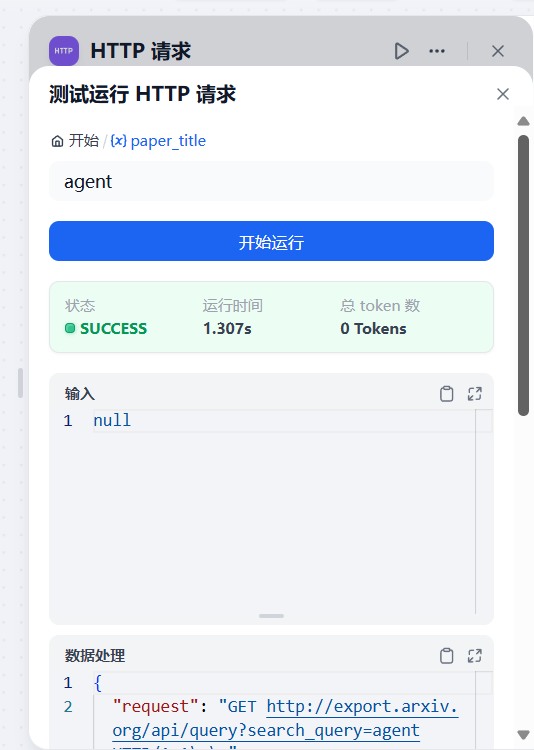 HTTP HTTP 请求
测试运行 HTTP 请求
开始 / {x} paper_title
agent
开始运行
状态 运行时间 总 token 数
SUCCESS 1.307s 0 Tokens
输入
1 null
数据处理
1 {
2 "request": "GET http://export.arxiv.
org/api/query?search_query=agent